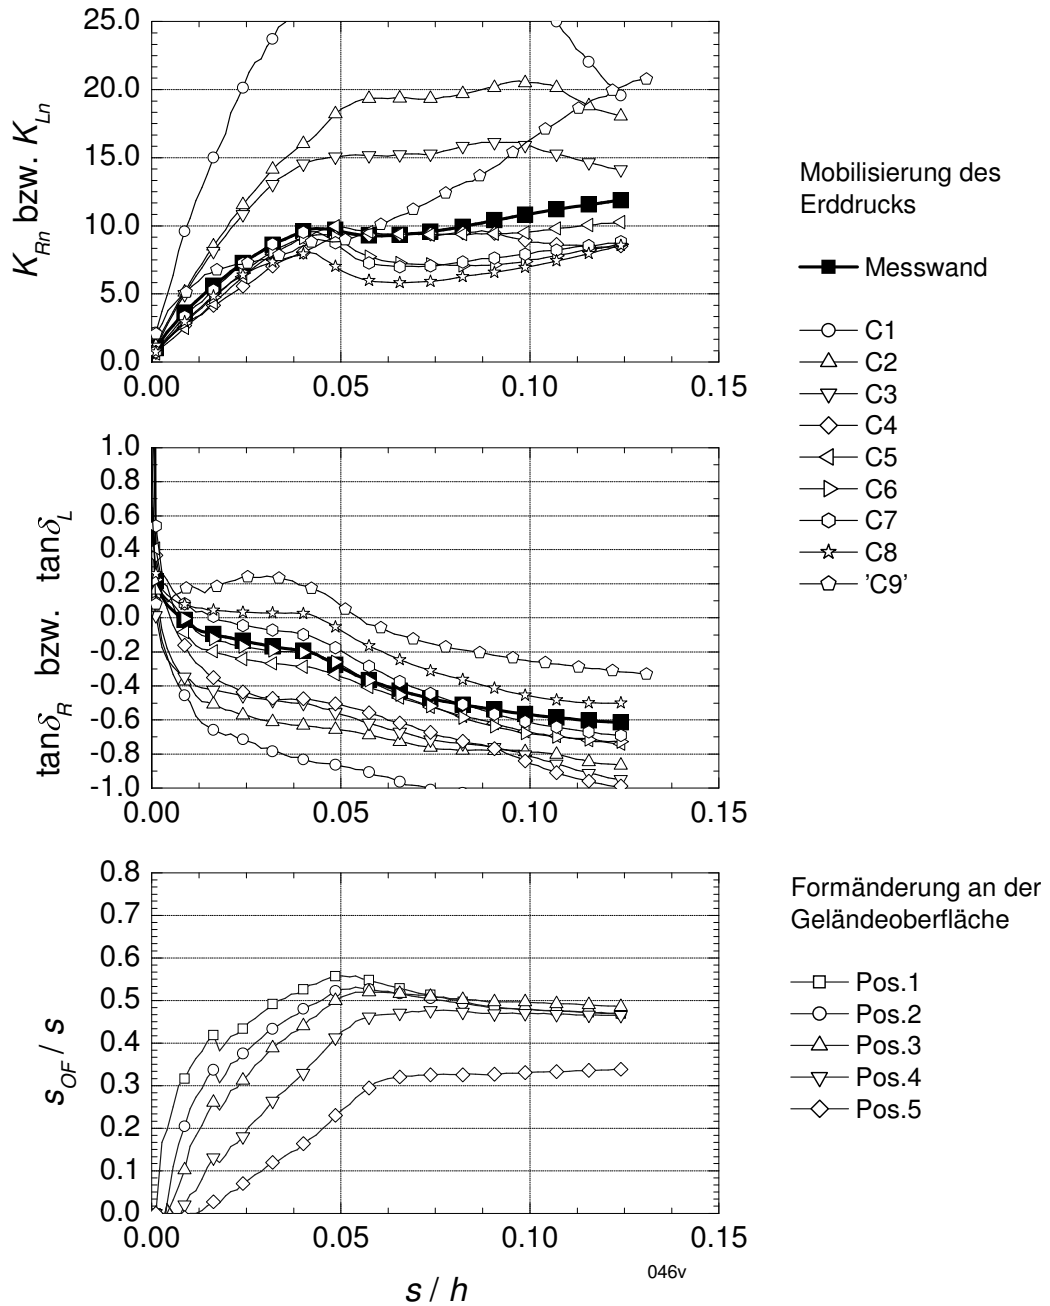 K_Rn bzw. K_Ln
25.0
20.0
15.0
10.0
5.0
0.0
0.00 0.05 0.10 0.15
tanδ_R bzw. tanδ_L
1.0
0.8
0.6
0.4
0.2
0.0
-0.2
-0.4
-0.6
-0.8
-1.0
0.00 0.05 0.10 0.15
s_OF / s
0.8
0.7
0.6
0.5
0.4
0.3
0.2
0.1
0.0
0.00 0.05 0.10 0.15
s / h
046v
Mobilisierung des
Erddrucks
Messwand
C1
C2
C3
C4
C5
C6
C7
C8
'C9'
Formänderung an der
Geländeoberfläche
Pos.1
Pos.2
Pos.3
Pos.4
Pos.5